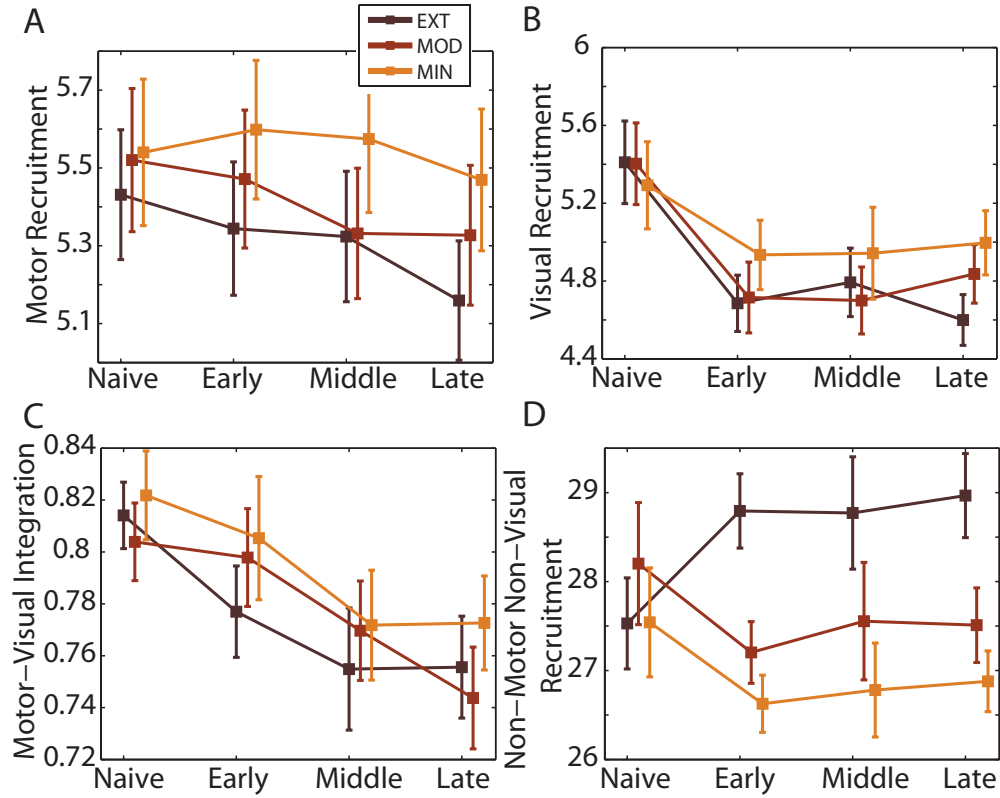 A
EXT
MOD
MIN
Motor Recruitment
5.7
5.5
5.3
5.1
Naive Early Middle Late
B
Visual Recruitment
6
5.6
5.2
4.8
4.4
Naive Early Middle Late
C
Motor−Visual Integration
0.84
0.82
0.8
0.78
0.76
0.74
0.72
Naive Early Middle Late
D
Non−Motor Non−Visual
Recruitment
29
28
27
26
Naive Early Middle Late